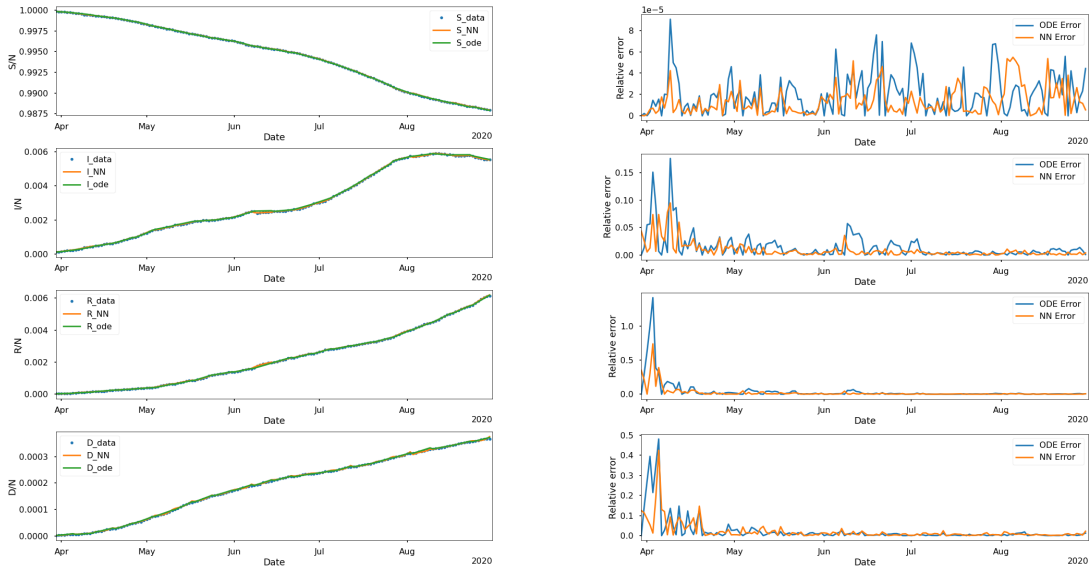 1.0000
0.9975
0.9950
0.9925
0.9900
0.9875
S/N
S_data
S_NN
S_ode
Apr May Jun Jul Aug
Date
2020
0.006
0.004
0.002
0.000
I/N
I_data
I_NN
I_ode
Apr May Jun Jul Aug
Date
2020
0.006
0.004
0.002
0.000
R/N
R_data
R_NN
R_ode
Apr May Jun Jul Aug
Date
2020
0.0003
0.0002
0.0001
0.0000
D/N
D_data
D_NN
D_ode
Apr May Jun Jul Aug
Date
2020
1e-5
8
6
4
2
0
Relative error
ODE Error
NN Error
Apr May Jun Jul Aug
Date
2020
0.15
0.10
0.05
0.00
Relative error
ODE Error
NN Error
Apr May Jun Jul Aug
Date
2020
1.0
0.5
0.0
Relative error
ODE Error
NN Error
Apr May Jun Jul Aug
Date
2020
0.5
0.4
0.3
0.2
0.1
0.0
Relative error
ODE Error
NN Error
Apr May Jun Jul Aug
Date
2020